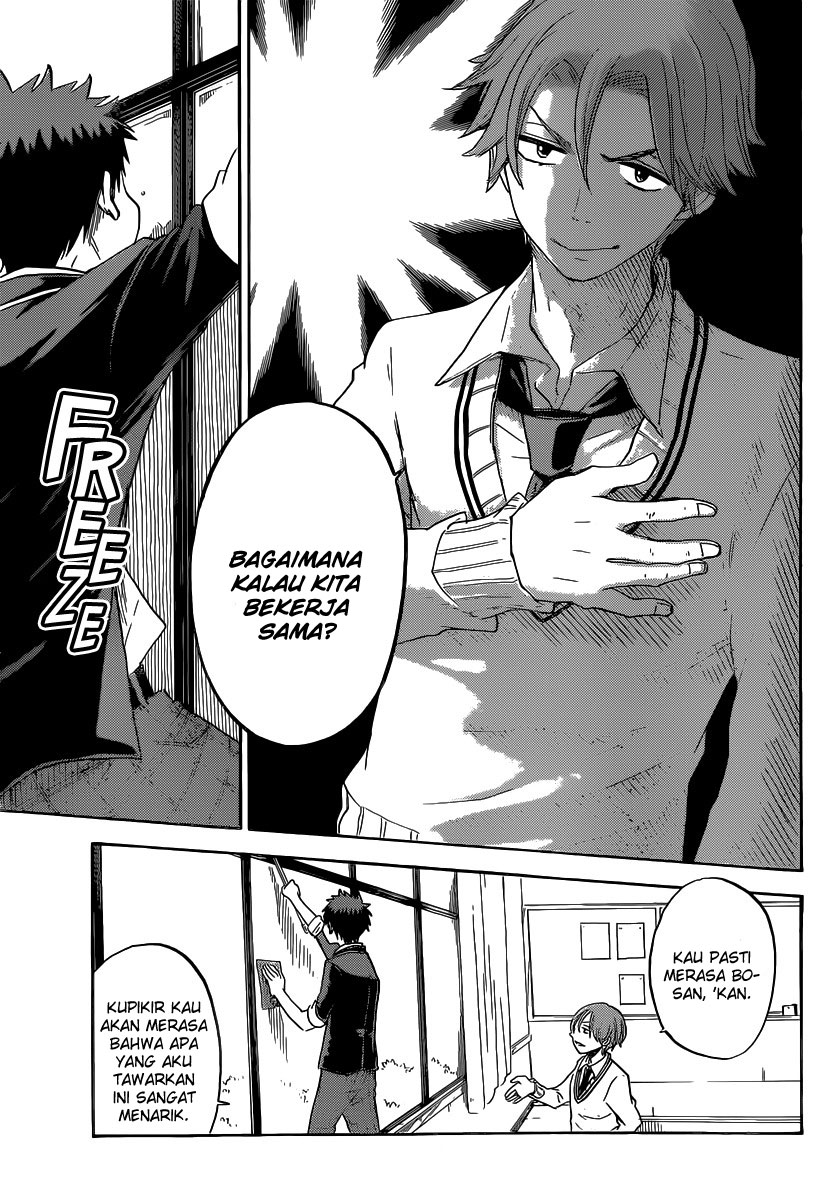 BAGAIMANA
KALAU KITA
BEKERJA
SAMA?
FREEZE
KAU PASTI
MERASA BO-
SAN, 'KAN.
KUPIKIR KAU
AKAN MERASA
BAHWA APA
YANG AKU
TAWARKAN
INI SANGAT
MENARIK.